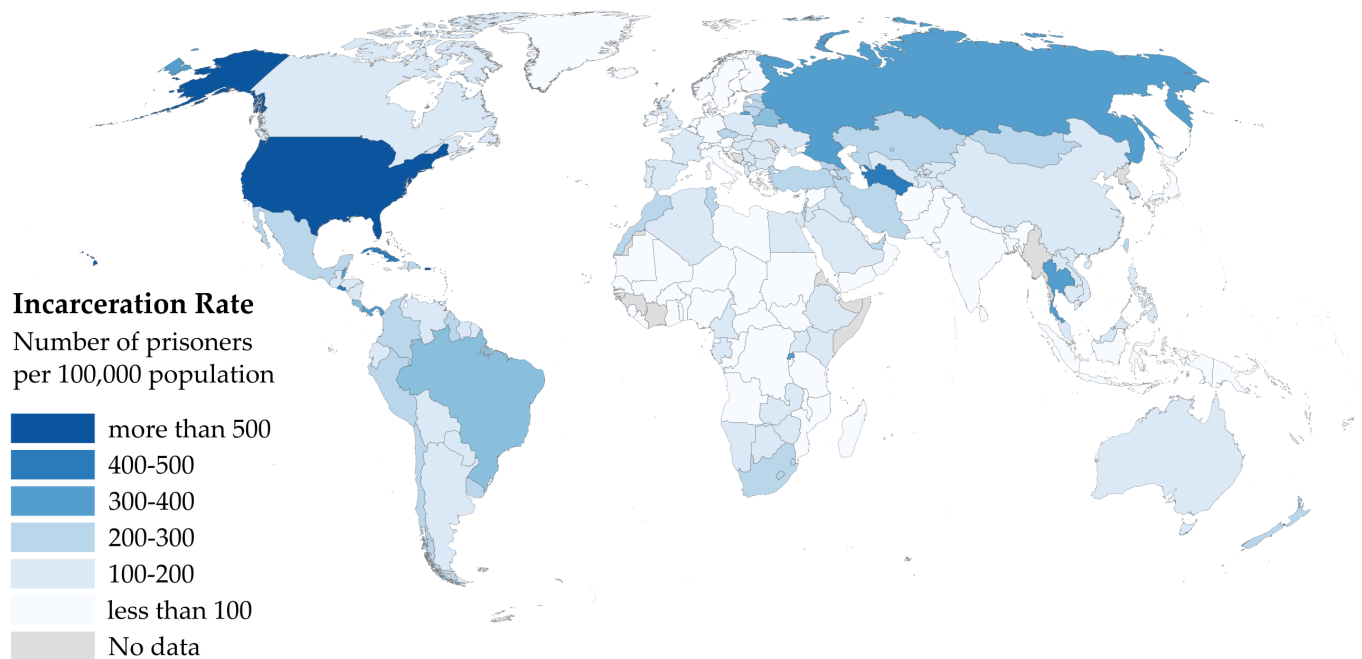 Incarceration Rate
Number of prisoners
per 100,000 population
more than 500
400-500
300-400
200-300
100-200
less than 100
No data